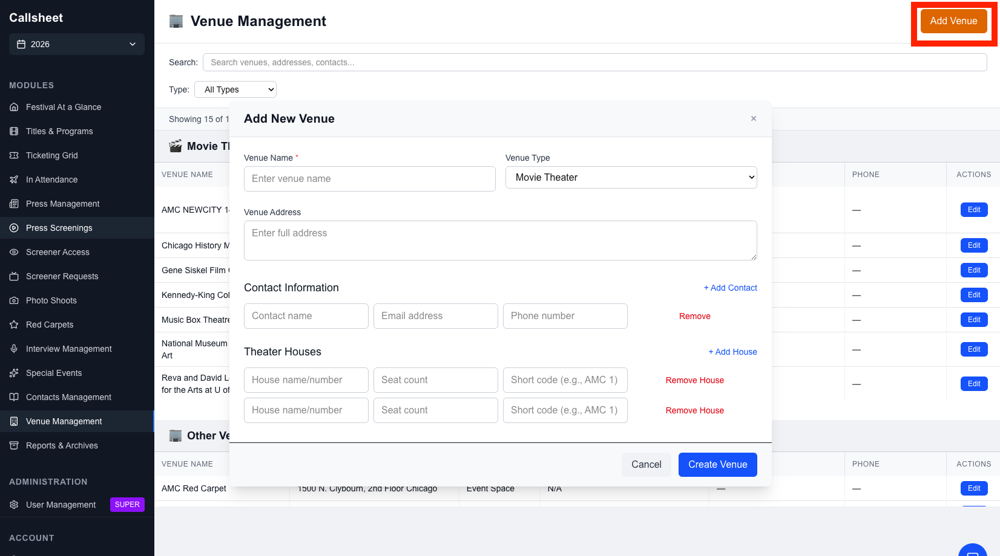 Callsheet
2026
MODULES
Festival At a Glance
Titles & Programs
Ticketing Grid
In Attendance
Press Management
Press Screenings
Screener Access
Screener Requests
Photo Shoots
Red Carpets
Interview Management
Special Events
Contacts Management
Venue Management
Reports & Archives
ADMINISTRATION
User Management SUPER
ACCOUNT
Venue Management
Add Venue
Search: Search venues, addresses, contacts...
Type: All Types
Showing 15 of 1
Movie Th
VENUE NAME PHONE ACTIONS
AMC NEWCITY 14 — Edit
Chicago History M — Edit
Gene Siskel Film — Edit
Kennedy-King Col — Edit
Music Box Theatre — Edit
National Museum
Art — Edit
Reva and David L
for the Arts at U of — Edit
Add New Venue ×
Venue Name *
Enter venue name
Venue Type
Movie Theater
Venue Address
Enter full address
Contact Information + Add Contact
Contact name Email address Phone number Remove
Theater Houses + Add House
House name/number Seat count Short code (e.g., AMC 1) Remove House
House name/number Seat count Short code (e.g., AMC 1) Remove House
Cancel Create Venue
Other Ve
VENUE NAME PHONE ACTIONS
AMC Red Carpet 1500 N. Clybourn, 2nd Floor Chicago Event Space N/A — — Edit